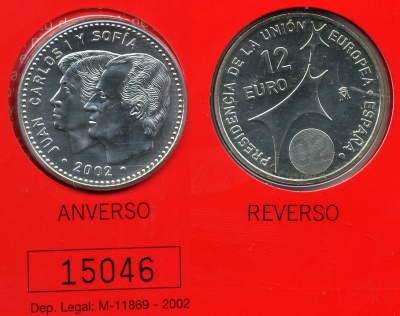 JUAN CARLOS I Y SOFÍA
· 2002 ·
PRESIDENCIA DE LA UNIÓN EUROPEA · ESPAÑA
12
EURO
M
ANVERSO
REVERSO
15046
Dep. Legal: M-11869 - 2002